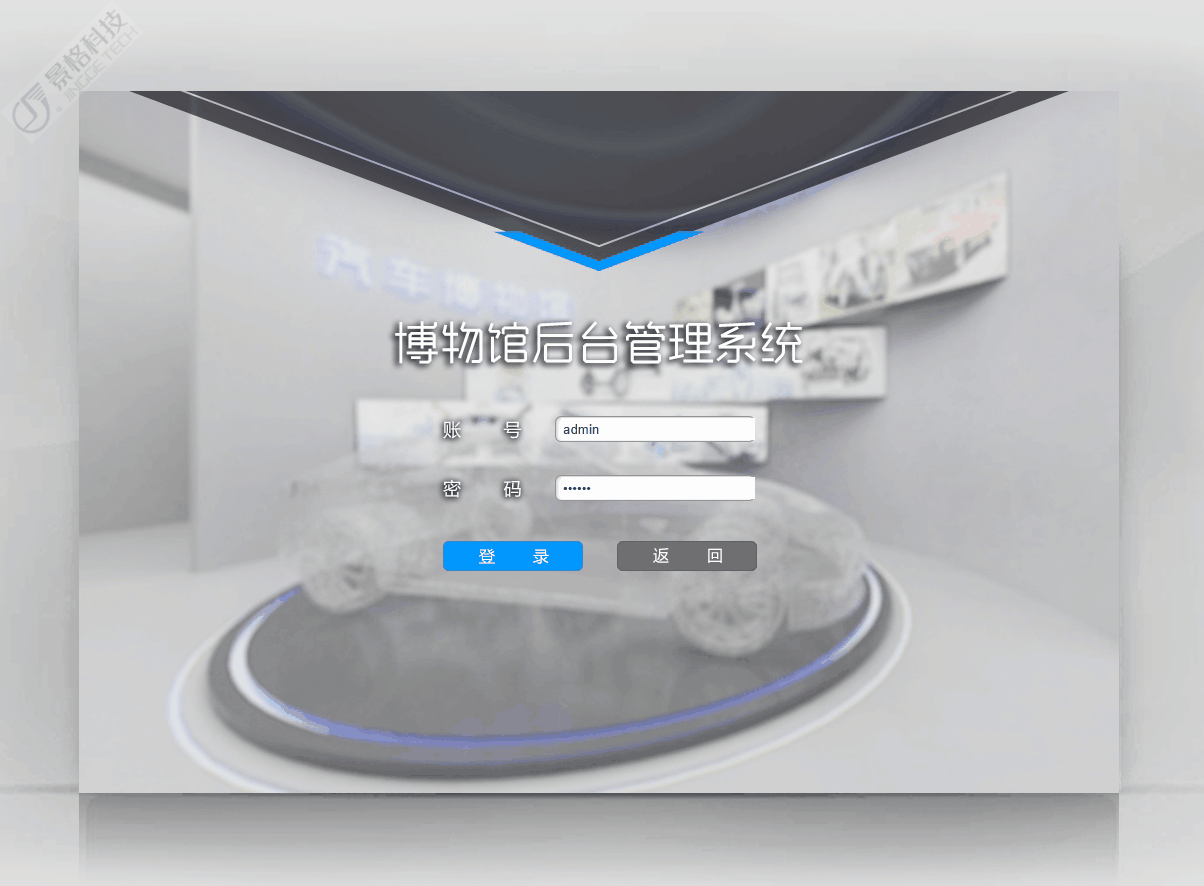 景格科技
JINGGE TECH
汽车博物馆
博物馆后台管理系统
账 号 admin
密 码 ••••••
登 录 返 回